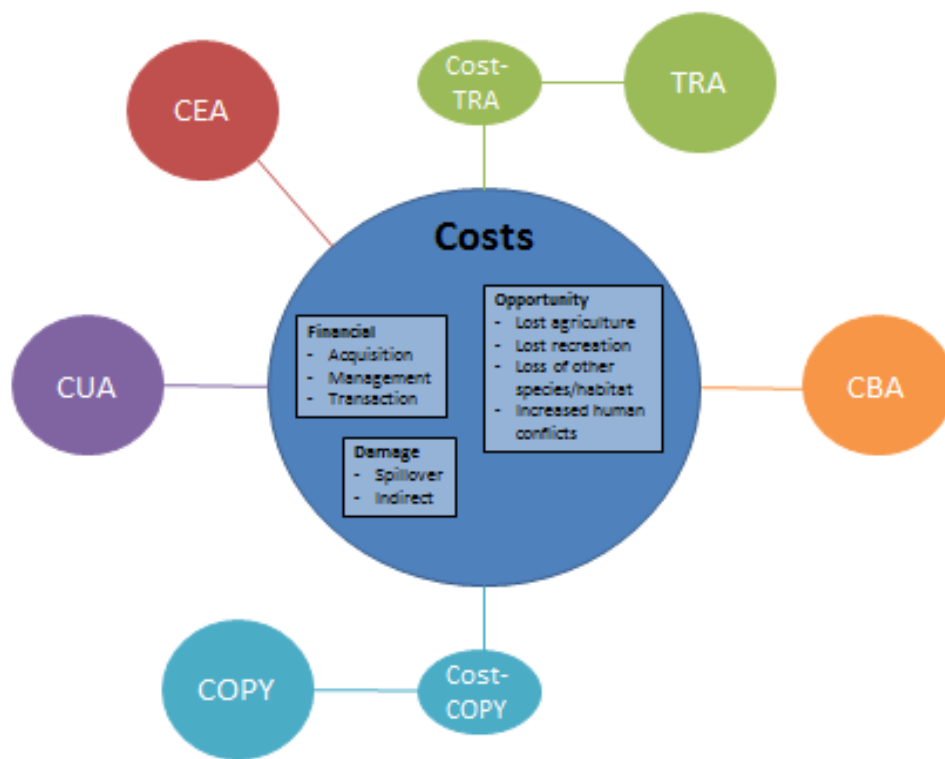 Cost-
TRA
TRA
CEA
Costs
Opportunity
- Lost agriculture
- Lost recreation
- Loss of other
species/habitat
- Increased human
conflicts
Financial
- Acquisition
- Management
- Transaction
CUA
CBA
Damage
- Spillover
- Indirect
COPY
Cost-
COPY